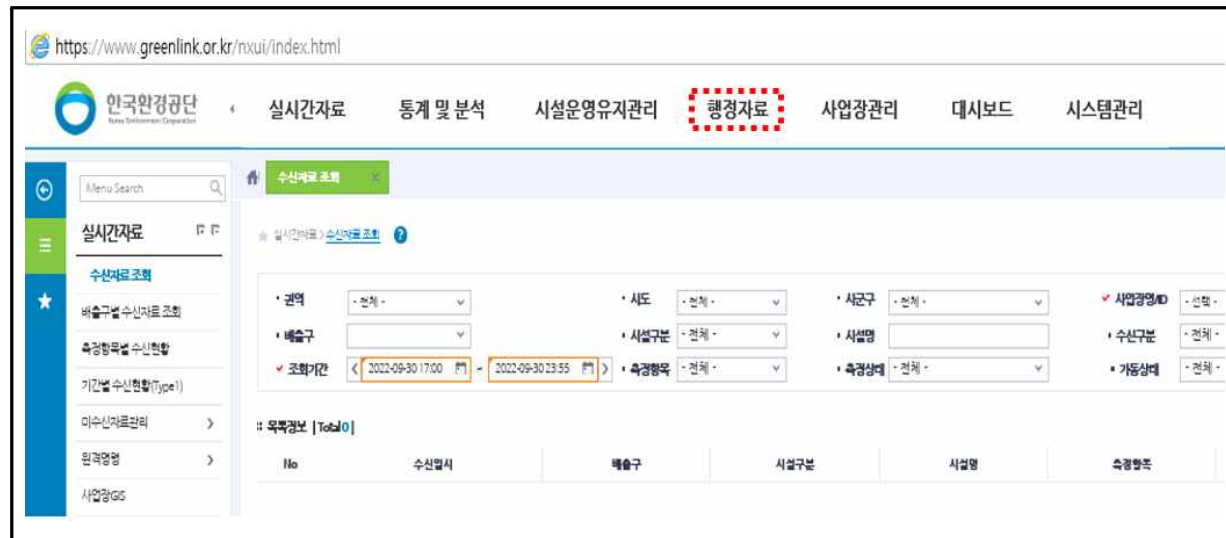 https://www.greenlink.or.kr/nxui/index.html
한국환경공단 실시간자료 통계 및 분석 시설운영유지관리 행정자료 사업장관리 대시보드 시스템관리
Korea Environment Corporation
Menu Search 수신자료 조회
실시간자료 실시간자료 > 수신자료 조회
수신자료 조회
권역 - 전체 - 시도 - 전체 - 시군구 - 전체 - 사업장명/ID - 선택 -
배출구별 수신자료 조회
배출구 시설구분 - 전체 - 시설명 수신구분 - 전체 -
측정항목별 수신현황
조회기간 2022-09-30 17:00 ~ 2022-09-30 23:55 측정항목 - 전체 - 측정상태 - 전체 - 가동상태 - 전체 -
기간별 수신현황(Type1)
미수신자료관리 목록정보 | Total 0 |
원격명령 No 수신일시 배출구 시설구분 시설명 측정항목
사업장GIS